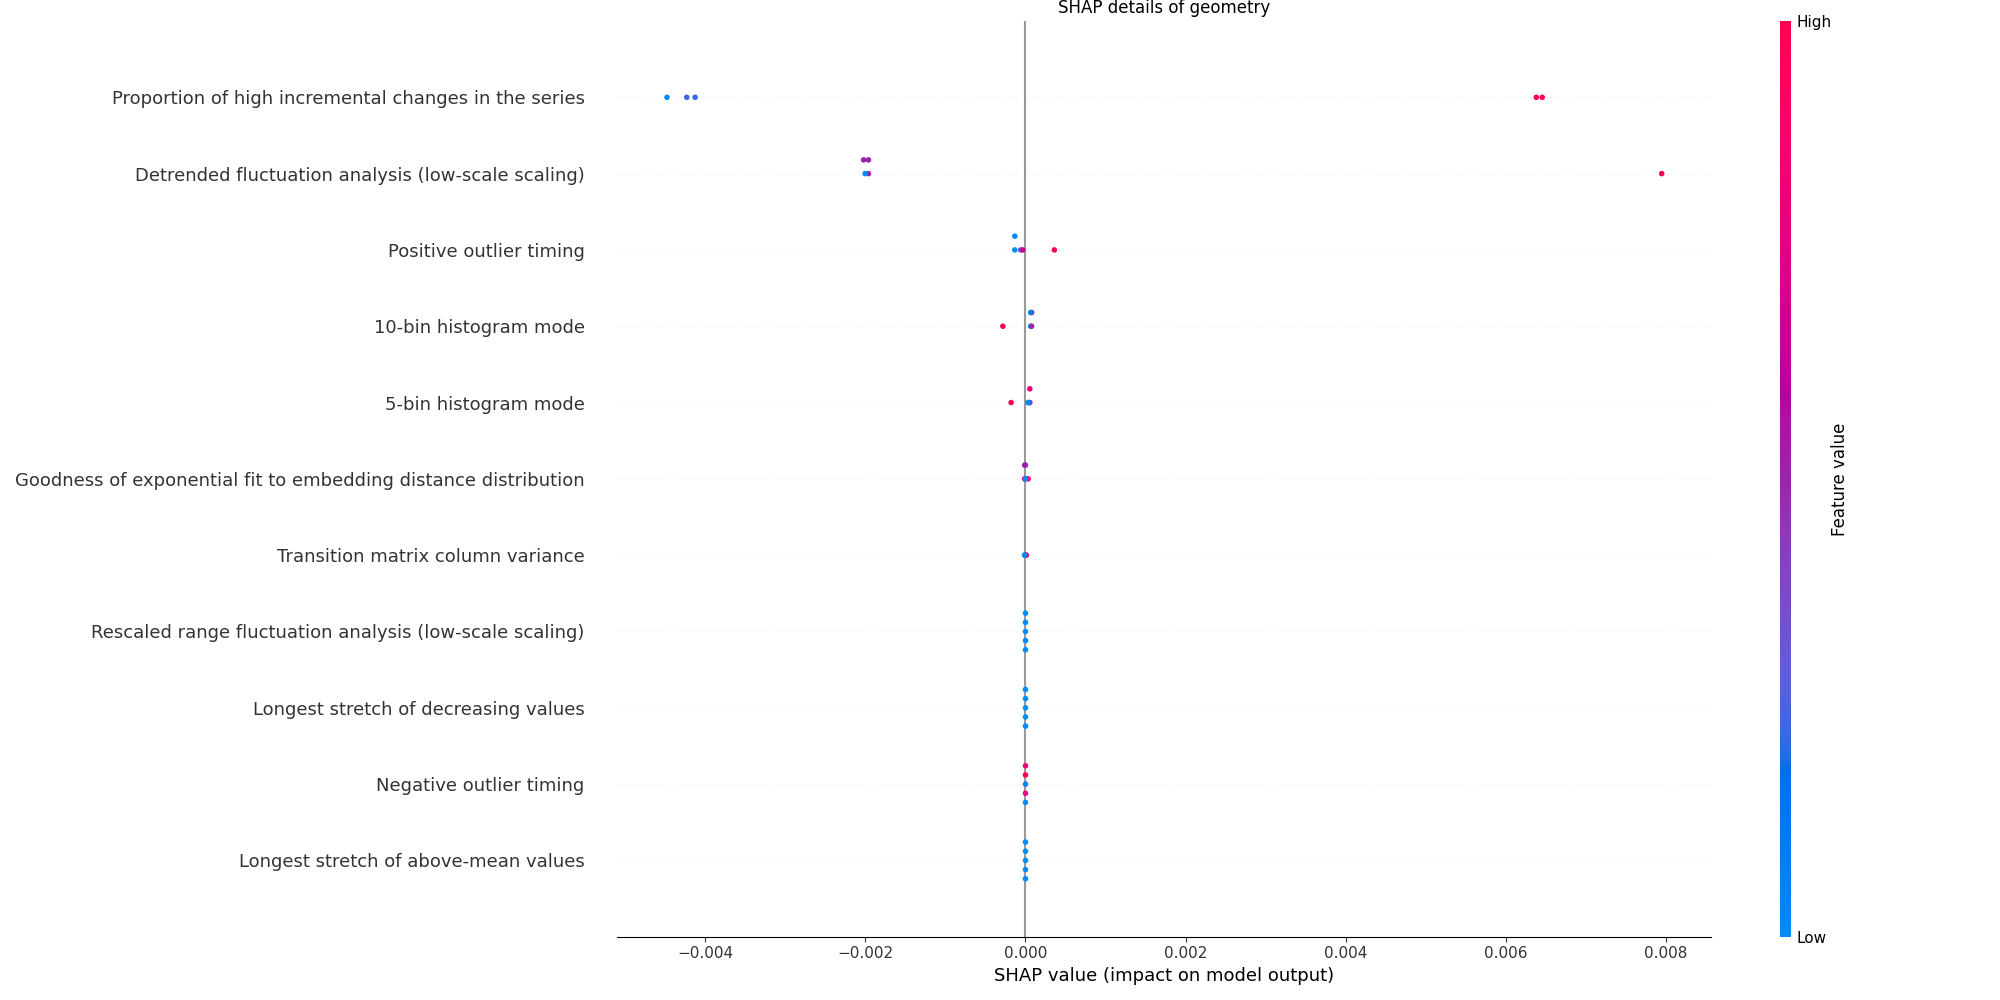 SHAP details of geometry
High
Proportion of high incremental changes in the series
Detrended fluctuation analysis (low-scale scaling)
Positive outlier timing
10-bin histogram mode
5-bin histogram mode
Goodness of exponential fit to embedding distance distribution
Transition matrix column variance
Rescaled range fluctuation analysis (low-scale scaling)
Longest stretch of decreasing values
Negative outlier timing
Longest stretch of above-mean values
Feature value
Low
−0.004 −0.002 0.000 0.002 0.004 0.006 0.008
SHAP value (impact on model output)